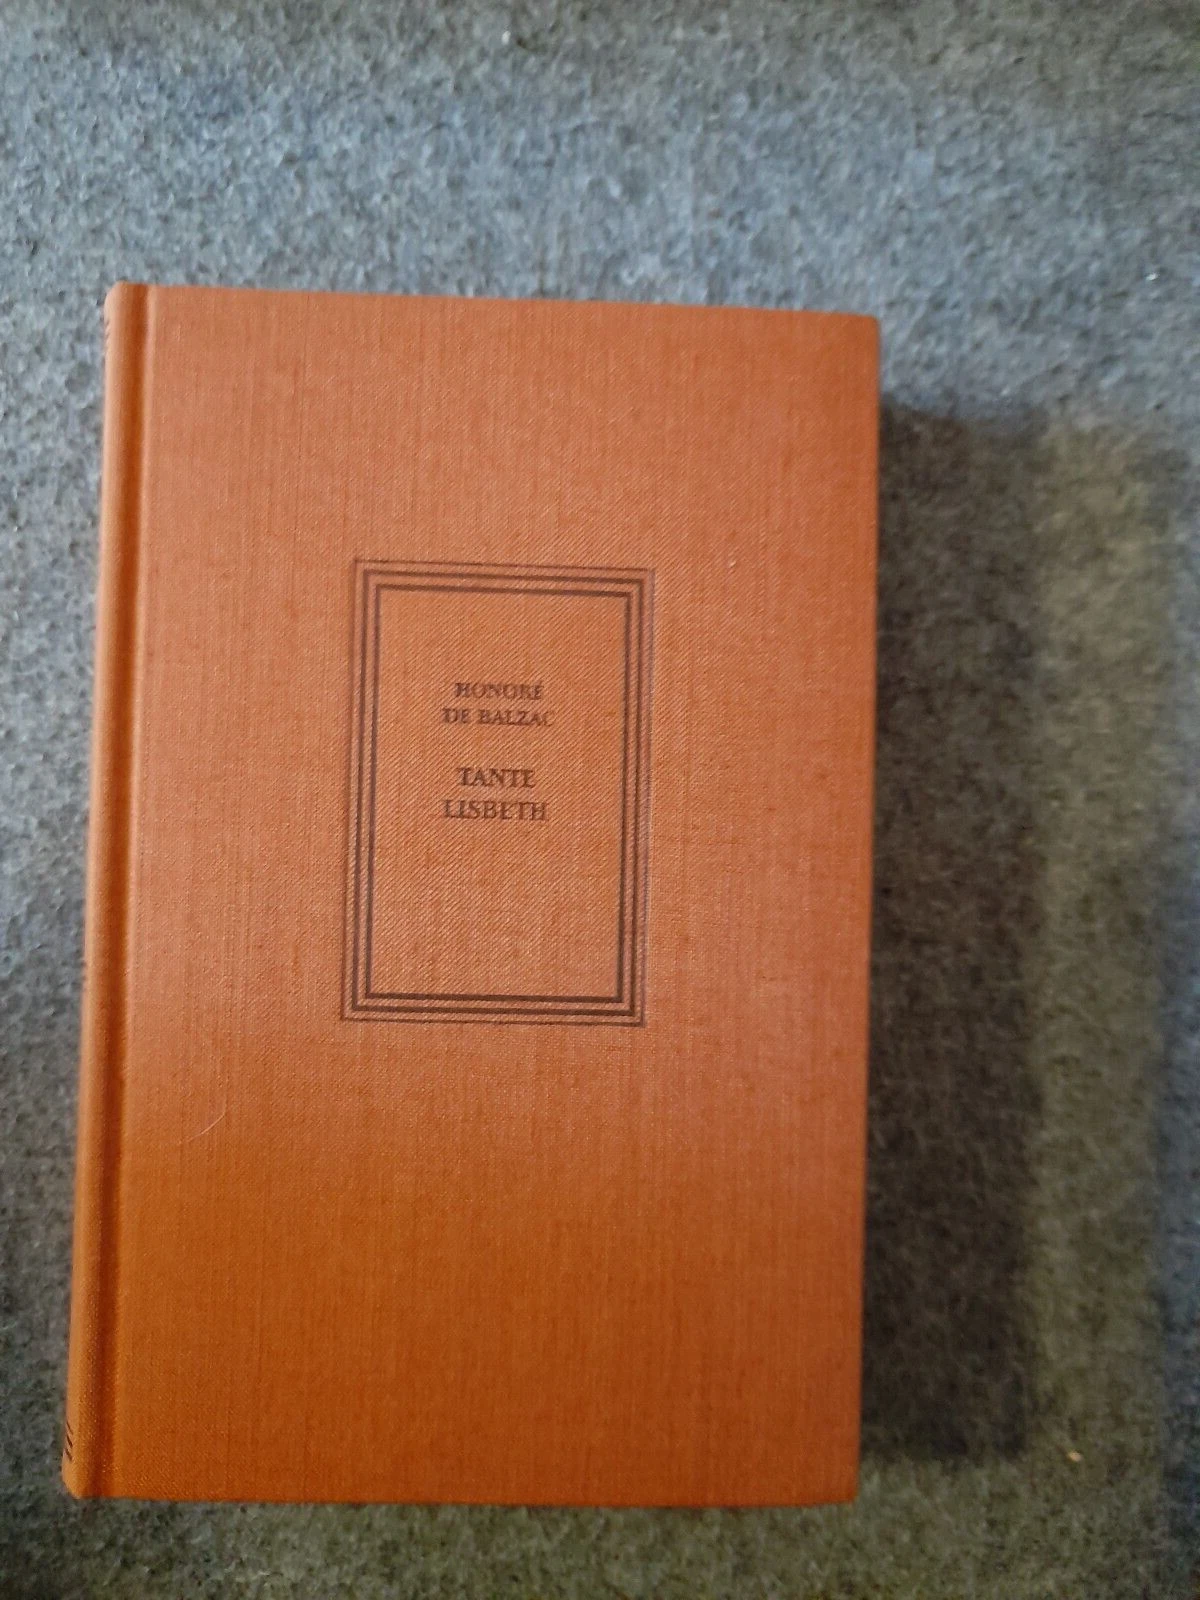 HONORÉ
DE BALZAC
TANTE
LISBETH